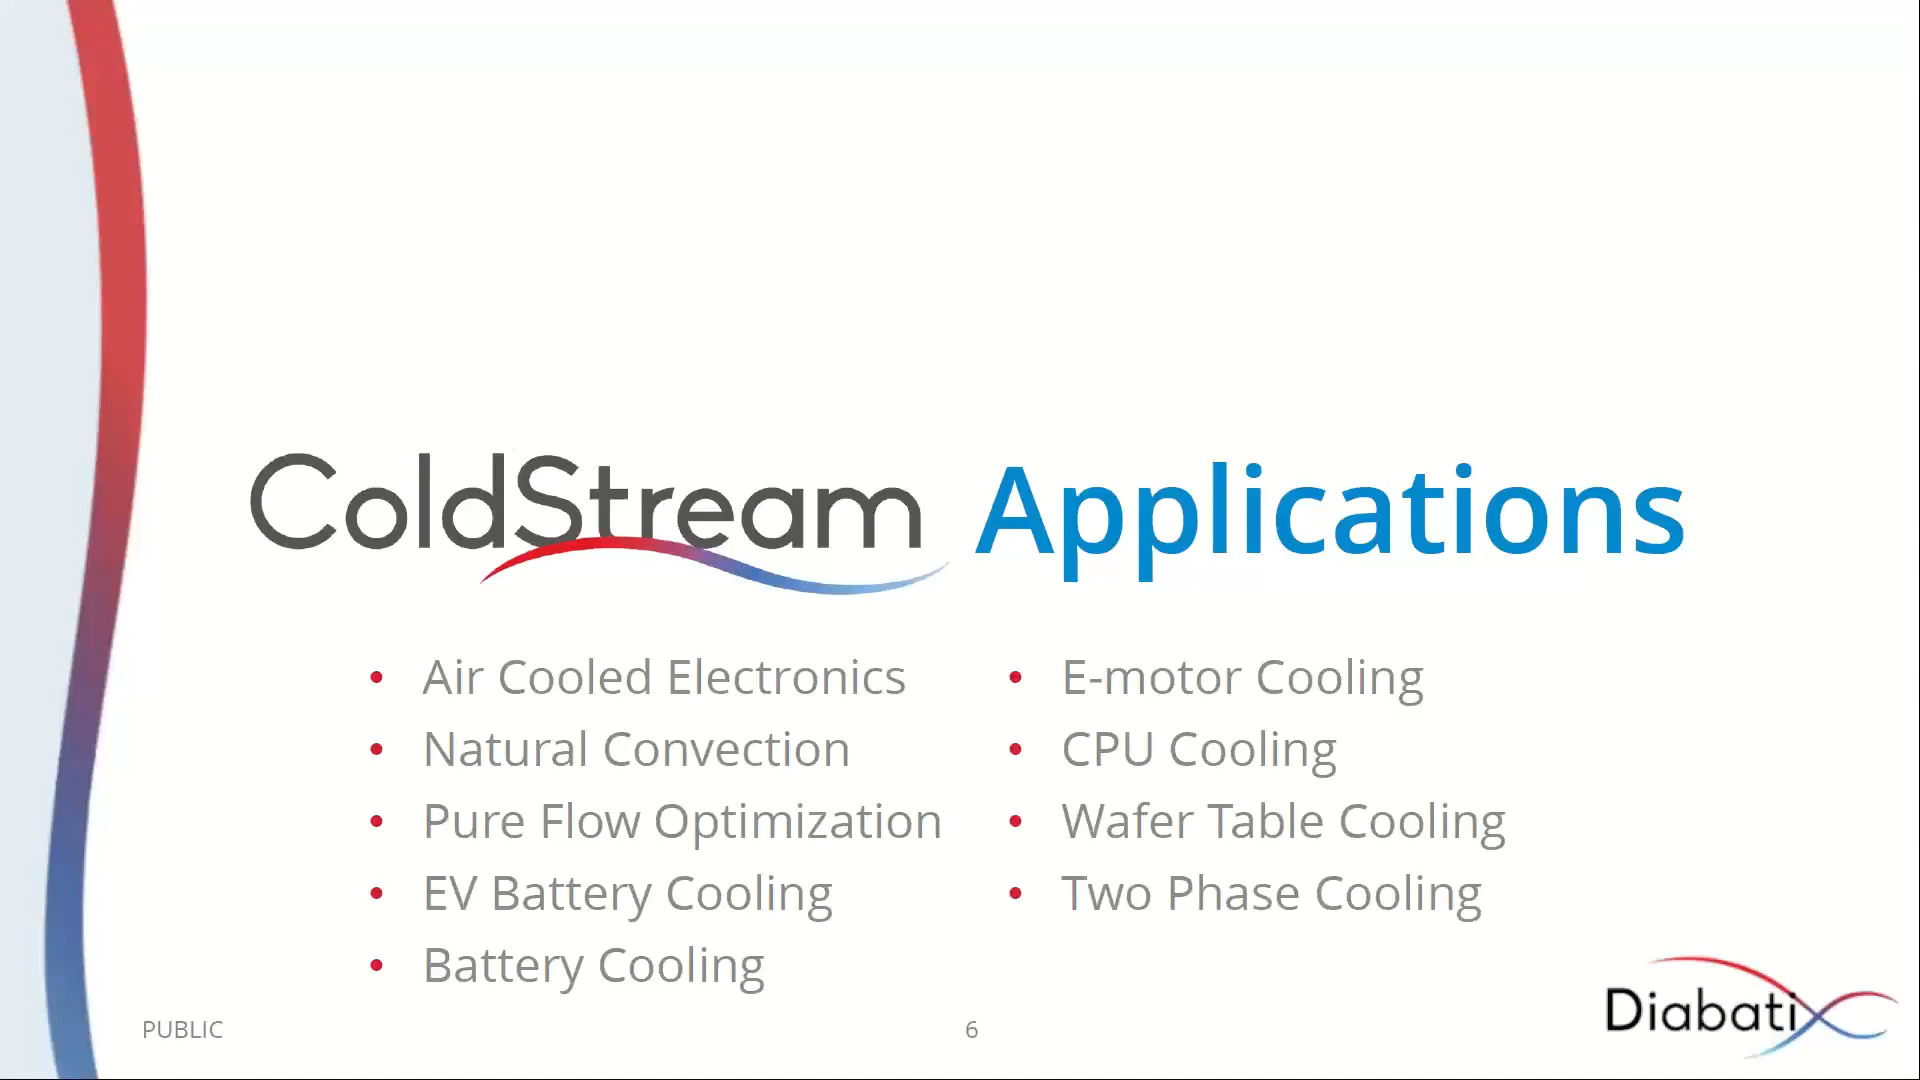 ColdStream Applications
• Air Cooled Electronics
• Natural Convection
• Pure Flow Optimization
• EV Battery Cooling
• Battery Cooling
• E-motor Cooling
• CPU Cooling
• Wafer Table Cooling
• Two Phase Cooling
PUBLIC
6
Diabatix